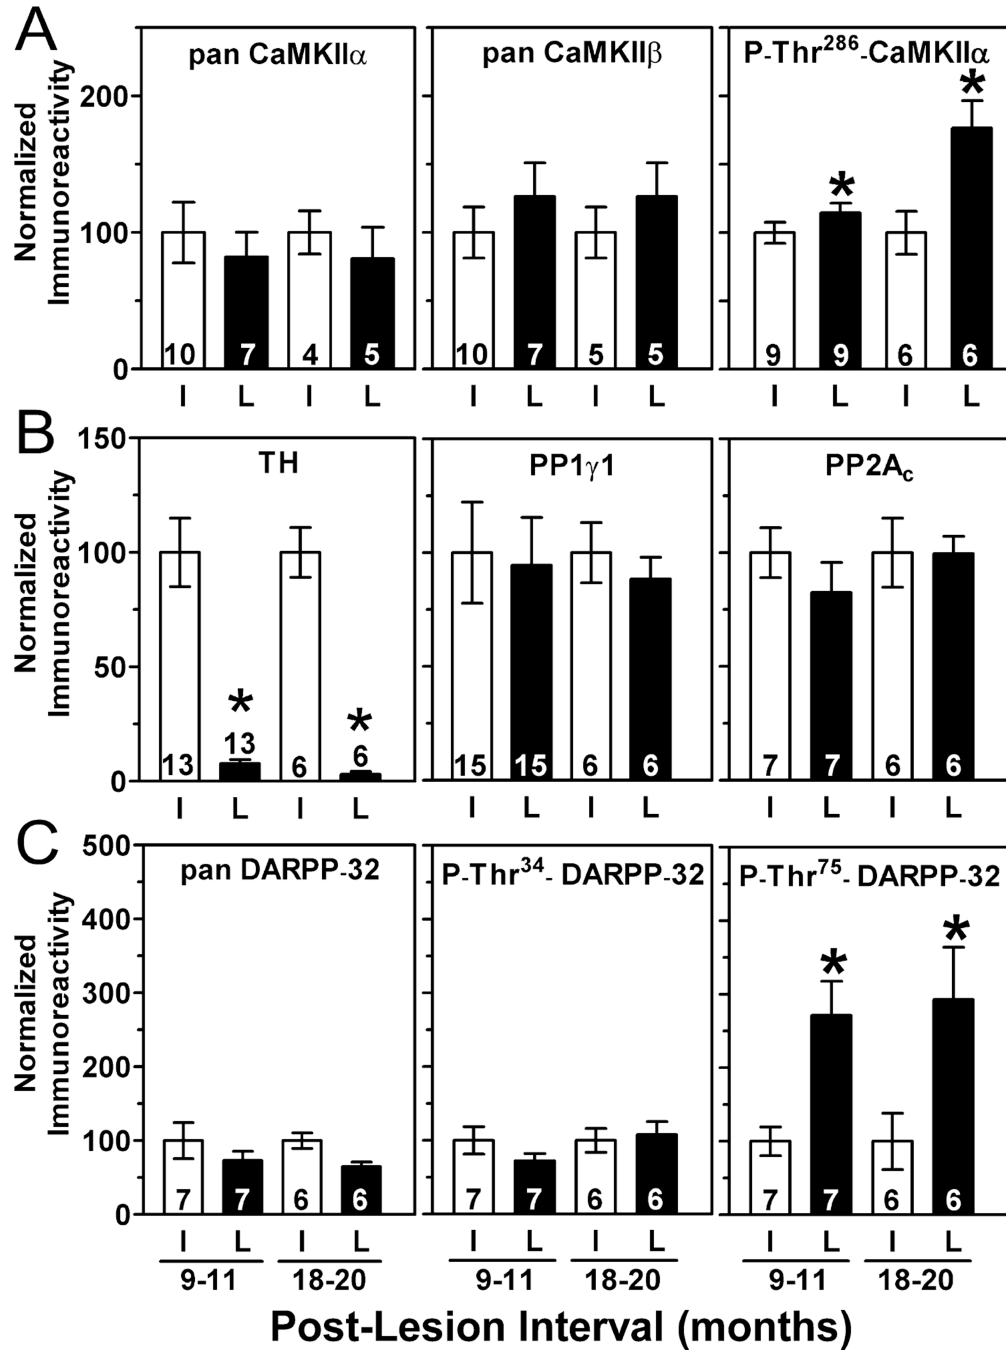 A
pan CaMKIIα
pan CaMKIIβ
P-Thr286-CaMKIIα
Normalized
Immunoreactivity
200
100
0
*
*
10 7 4 5
10 7 5 5
9 9 6 6
I L I L
I L I L
I L I L
B
TH
PP1γ1
PP2Ac
Normalized
Immunoreactivity
150
100
50
0
*
*
13 13 6 6
15 15 6 6
7 7 6 6
I L I L
I L I L
I L I L
C
pan DARPP-32
P-Thr34- DARPP-32
P-Thr75- DARPP-32
Normalized
Immunoreactivity
500
400
300
200
100
0
*
*
7 7 6 6
7 7 6 6
7 7 6 6
I L I L
I L I L
I L I L
9-11 18-20
9-11 18-20
9-11 18-20
Post-Lesion Interval (months)